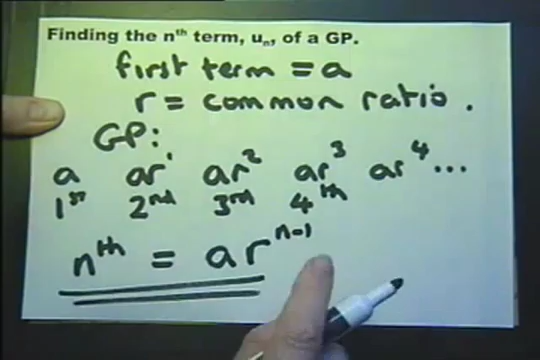 Finding the nᵗʰ term, uₙ, of a GP.
first term = a
r = common ratio.
GP:
a ar¹ ar² ar³ ar⁴ ...
1ˢᵗ 2ⁿᵈ 3ʳᵈ 4ᵗʰ
nᵗʰ = arⁿ⁻¹